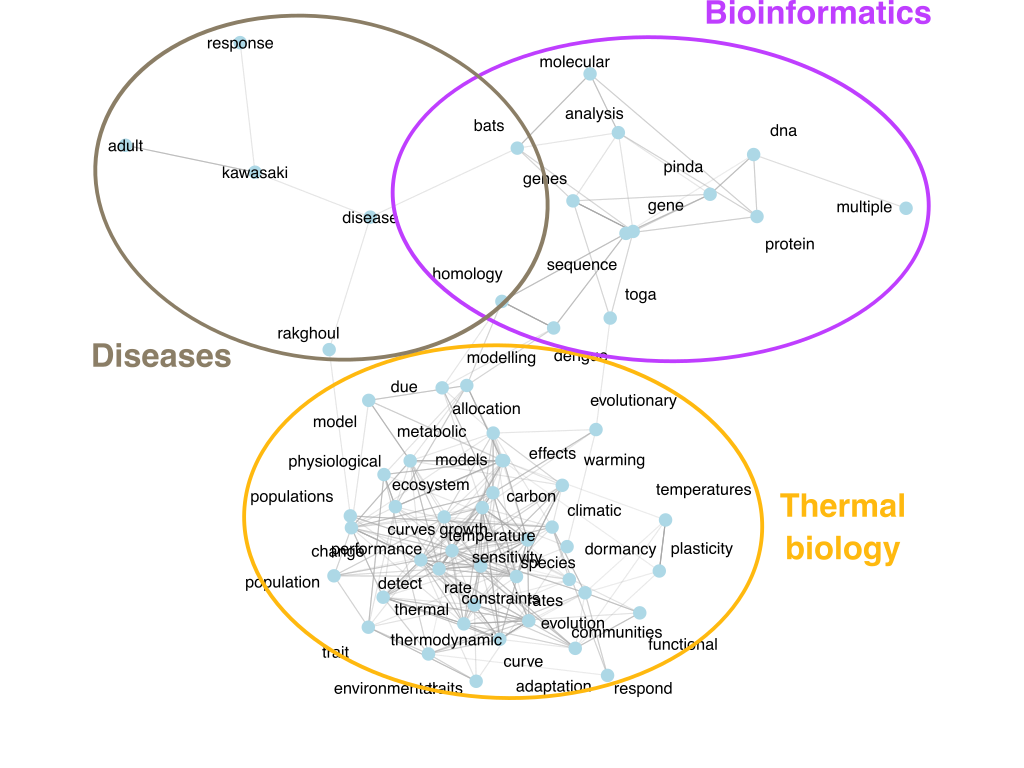 Bioinformatics
response
molecular
analysis
bats
dna
adult
pinda
kawasaki
genes
gene
multiple
disease
protein
homology
sequence
toga
rakghoul
Diseases
modelling
dengue
due
evolutionary
allocation
model
metabolic
effects
warming
physiological
models
ecosystem
temperatures
populations
carbon
climatic
Thermal
biology
curves
growth
temperature
change
performance
dormancy
plasticity
sensitivity
species
population
detect
rate
constraints
rates
thermal
evolution
communities
thermodynamic
functional
trait
curve
environmental
traits
adaptation
respond